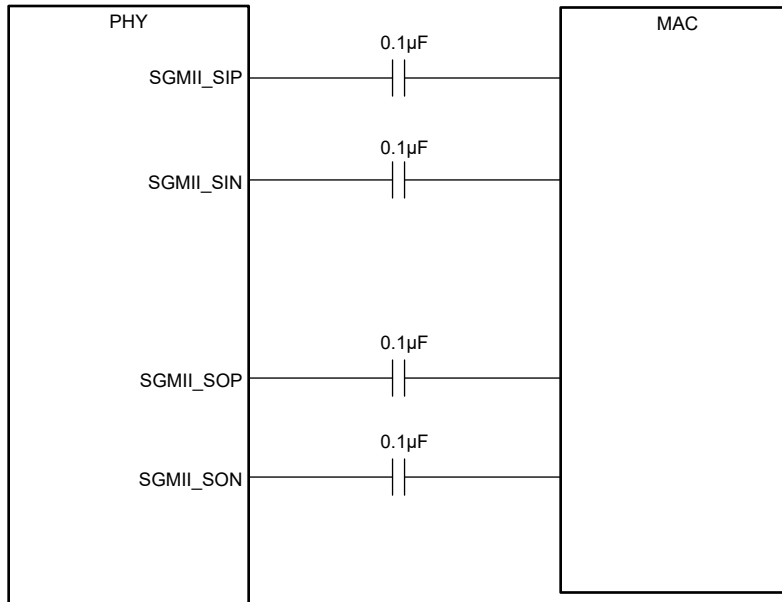 PHY
MAC
0.1µF
SGMII_SIP
0.1µF
SGMII_SIN
0.1µF
SGMII_SOP
0.1µF
SGMII_SON